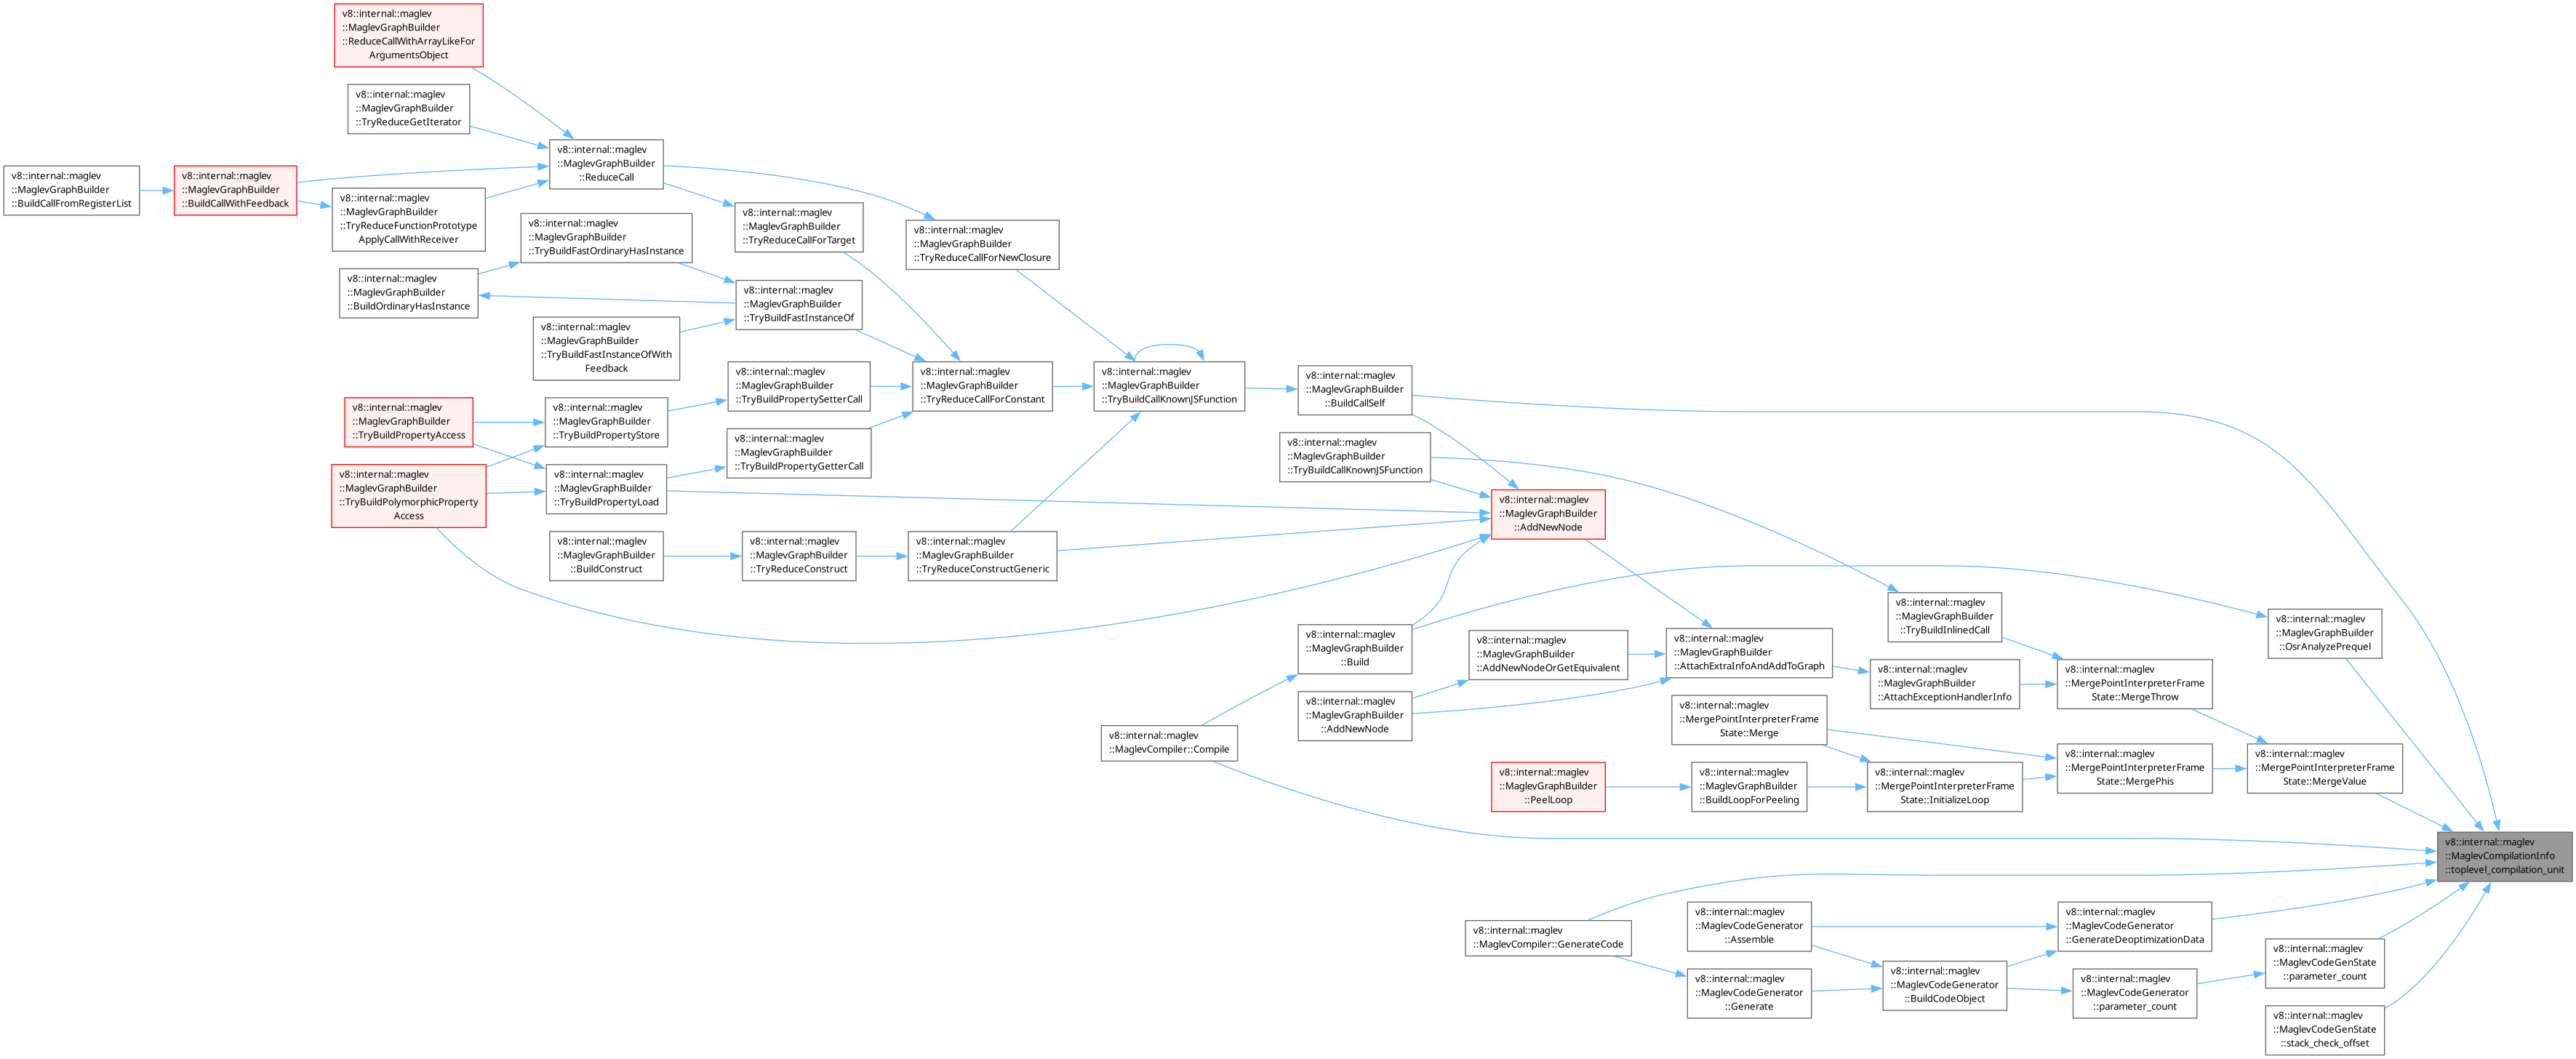 v8::internal::maglev
::MaglevGraphBuilder
::ReduceCallWithArrayLikeFor
ArgumentsObject
v8::internal::maglev
::MaglevGraphBuilder
::TryReduceGetIterator
v8::internal::maglev
::MaglevGraphBuilder
::ReduceCall
v8::internal::maglev
::MaglevGraphBuilder
::BuildCallFromRegisterList
v8::internal::maglev
::MaglevGraphBuilder
::BuildCallWithFeedback
v8::internal::maglev
::MaglevGraphBuilder
::TryReduceFunctionPrototype
ApplyCallWithReceiver
v8::internal::maglev
::MaglevGraphBuilder
::TryReduceCallForTarget
v8::internal::maglev
::MaglevGraphBuilder
::TryBuildFastOrdinaryHasInstance
v8::internal::maglev
::MaglevGraphBuilder
::TryReduceCallForNewClosure
v8::internal::maglev
::MaglevGraphBuilder
::BuildOrdinaryHasInstance
v8::internal::maglev
::MaglevGraphBuilder
::TryBuildFastInstanceOf
v8::internal::maglev
::MaglevGraphBuilder
::TryBuildFastInstanceOfWith
Feedback
v8::internal::maglev
::MaglevGraphBuilder
::TryBuildPropertySetterCall
v8::internal::maglev
::MaglevGraphBuilder
::TryReduceCallForConstant
v8::internal::maglev
::MaglevGraphBuilder
::TryBuildCallKnownJSFunction
v8::internal::maglev
::MaglevGraphBuilder
::BuildCallSelf
v8::internal::maglev
::MaglevGraphBuilder
::TryBuildPropertyAccess
v8::internal::maglev
::MaglevGraphBuilder
::TryBuildPropertyStore
v8::internal::maglev
::MaglevGraphBuilder
::TryBuildPropertyGetterCall
v8::internal::maglev
::MaglevGraphBuilder
::TryBuildCallKnownJSFunction
v8::internal::maglev
::MaglevGraphBuilder
::TryBuildPolymorphicProperty
Access
v8::internal::maglev
::MaglevGraphBuilder
::TryBuildPropertyLoad
v8::internal::maglev
::MaglevGraphBuilder
::AddNewNode
v8::internal::maglev
::MaglevGraphBuilder
::BuildConstruct
v8::internal::maglev
::MaglevGraphBuilder
::TryReduceConstruct
v8::internal::maglev
::MaglevGraphBuilder
::TryReduceConstructGeneric
v8::internal::maglev
::MaglevGraphBuilder
::TryBuildInlinedCall
v8::internal::maglev
::MaglevGraphBuilder
::OsrAnalyzePrequel
v8::internal::maglev
::MaglevGraphBuilder
::Build
v8::internal::maglev
::MaglevGraphBuilder
::AddNewNodeOrGetEquivalent
v8::internal::maglev
::MaglevGraphBuilder
::AttachExtraInfoAndAddToGraph
v8::internal::maglev
::MaglevGraphBuilder
::AttachExceptionHandlerInfo
v8::internal::maglev
::MergePointInterpreterFrame
State::MergeThrow
v8::internal::maglev
::MaglevGraphBuilder
::AddNewNode
v8::internal::maglev
::MergePointInterpreterFrame
State::Merge
v8::internal::maglev
::MaglevCompiler::Compile
v8::internal::maglev
::MaglevGraphBuilder
::PeelLoop
v8::internal::maglev
::MaglevGraphBuilder
::BuildLoopForPeeling
v8::internal::maglev
::MergePointInterpreterFrame
State::InitializeLoop
v8::internal::maglev
::MergePointInterpreterFrame
State::MergePhis
v8::internal::maglev
::MergePointInterpreterFrame
State::MergeValue
v8::internal::maglev
::MaglevCompilationInfo
::toplevel_compilation_unit
v8::internal::maglev
::MaglevCompiler::GenerateCode
v8::internal::maglev
::MaglevCodeGenerator
::Assemble
v8::internal::maglev
::MaglevCodeGenerator
::GenerateDeoptimizationData
v8::internal::maglev
::MaglevCodeGenerator
::Generate
v8::internal::maglev
::MaglevCodeGenerator
::BuildCodeObject
v8::internal::maglev
::MaglevCodeGenerator
::parameter_count
v8::internal::maglev
::MaglevCodeGenState
::parameter_count
v8::internal::maglev
::MaglevCodeGenState
::stack_check_offset